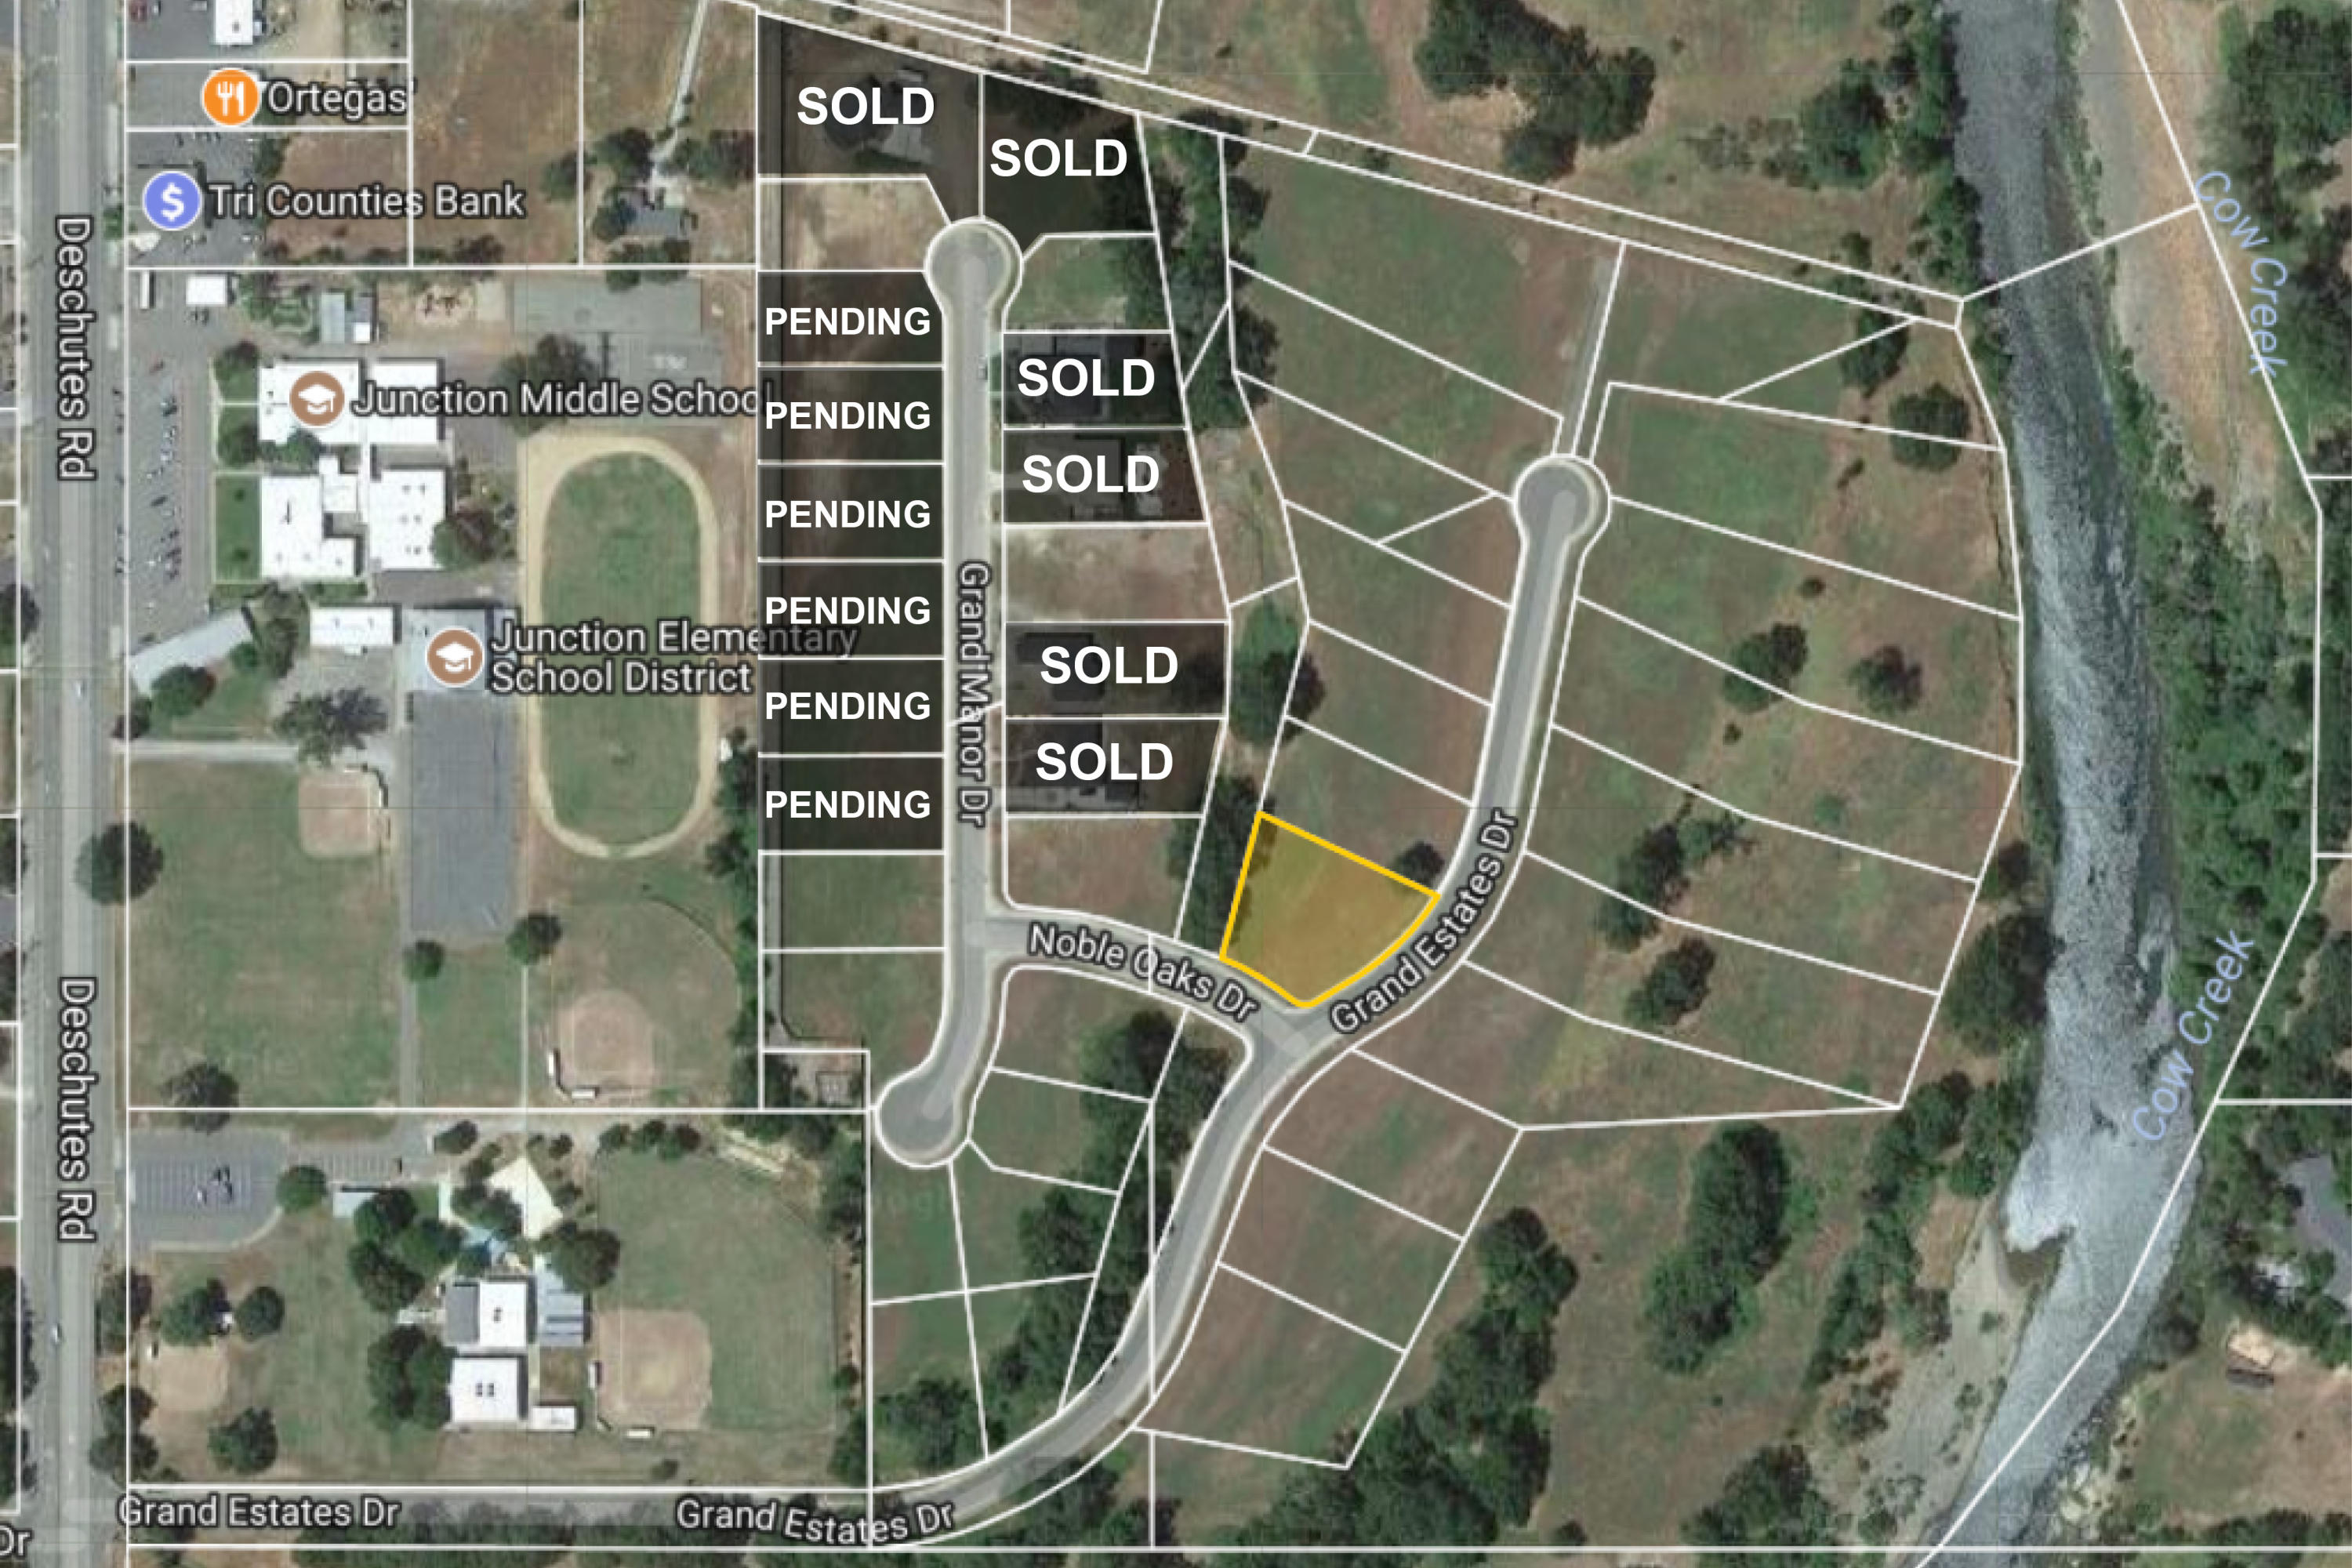 Ortegas
SOLD
SOLD
Tri Counties Bank
Cow Creek
Deschutes Rd
PENDING
SOLD
Junction Middle School
PENDING
SOLD
PENDING
Grand Manor Dr
PENDING
Junction Elementary
School District
SOLD
PENDING
SOLD
PENDING
Grand Estates Dr
Noble Oaks Dr
Cow Creek
Deschutes Rd
Grand Estates Dr
Grand Estates Dr
Dr